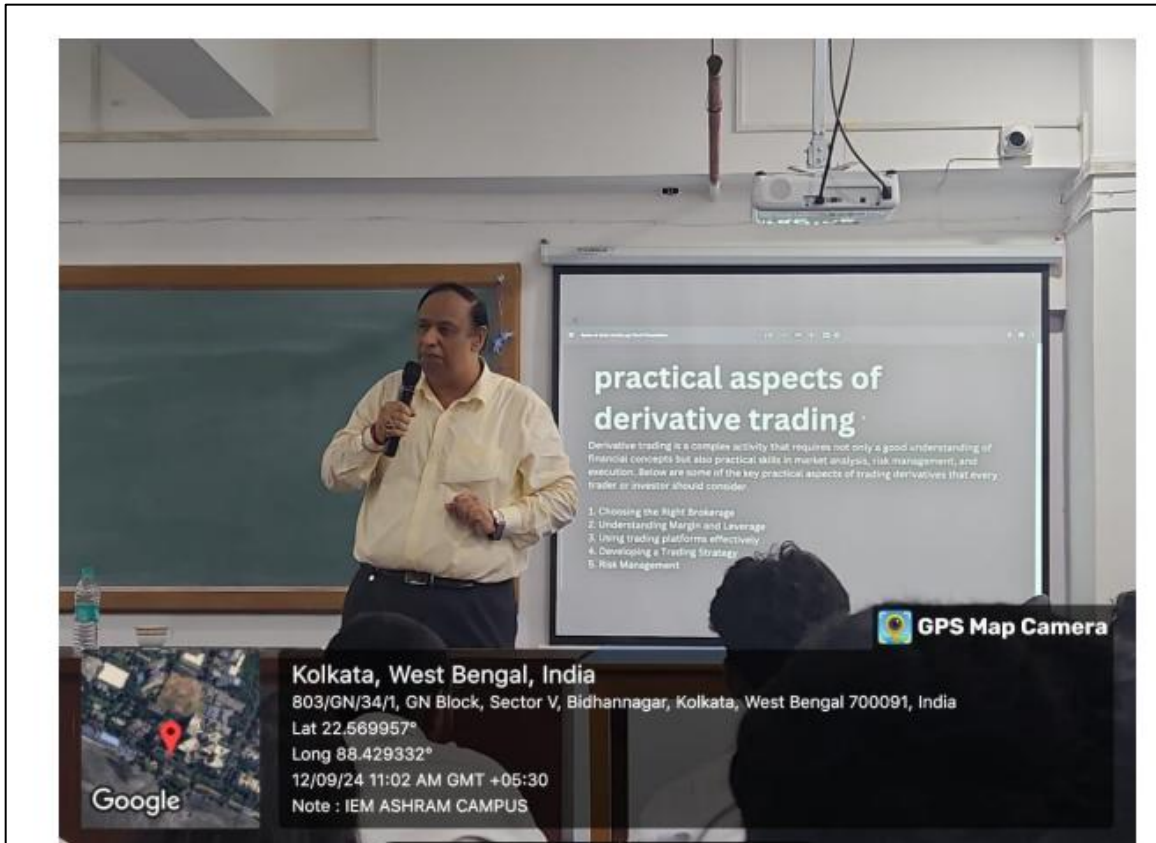 practical aspects of
derivative trading
Derivative trading is a complex activity that requires not only a good understanding of
financial concepts but also practical skills in market analysis, risk management, and
execution. Below are some of the key practical aspects of trading derivatives that every
trader or investor should consider.
1. Choosing the Right Brokerage
2. Understanding Margin and Leverage
3. Using trading platforms effectively
4. Developing a Trading Strategy
5. Risk Management
GPS Map Camera
Kolkata, West Bengal, India
803/GN/34/1, GN Block, Sector V, Bidhannagar, Kolkata, West Bengal 700091, India
Lat 22.569957°
Long 88.429332°
12/09/24 11:02 AM GMT +05:30
Note : IEM ASHRAM CAMPUS
Google